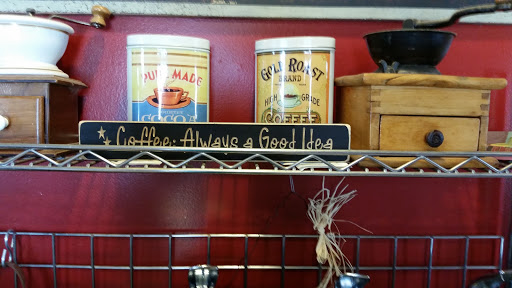 PURE MADE
COCOA
GOLD ROAST
BRAND
HIGH GRADE
COFFEE
Coffee: Always a Good Idea